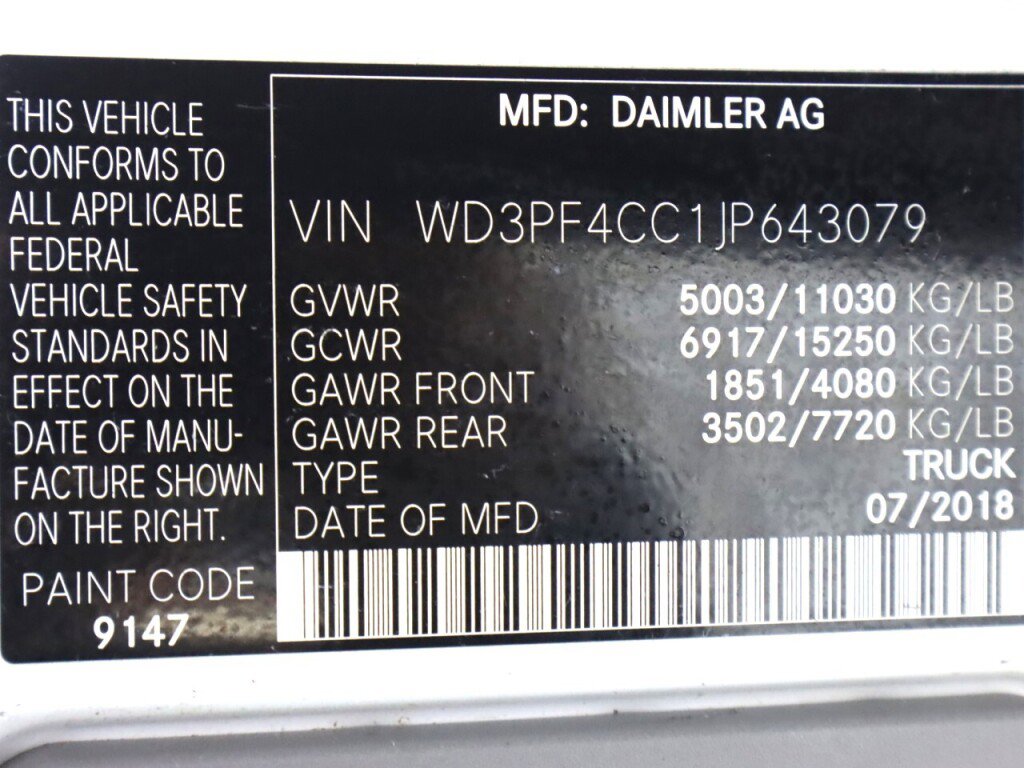 THIS VEHICLE
CONFORMS TO
ALL APPLICABLE
FEDERAL
VEHICLE SAFETY
STANDARDS IN
EFFECT ON THE
DATE OF MANU-
FACTURE SHOWN
ON THE RIGHT.
PAINT CODE
9147
MFD: DAIMLER AG
VIN WD3PF4CC1JP643079
GVWR 5003/11030 KG/LB
GCWR 6917/15250 KG/LB
GAWR FRONT 1851/4080 KG/LB
GAWR REAR 3502/7720 KG/LB
TYPE TRUCK
DATE OF MFD 07/2018